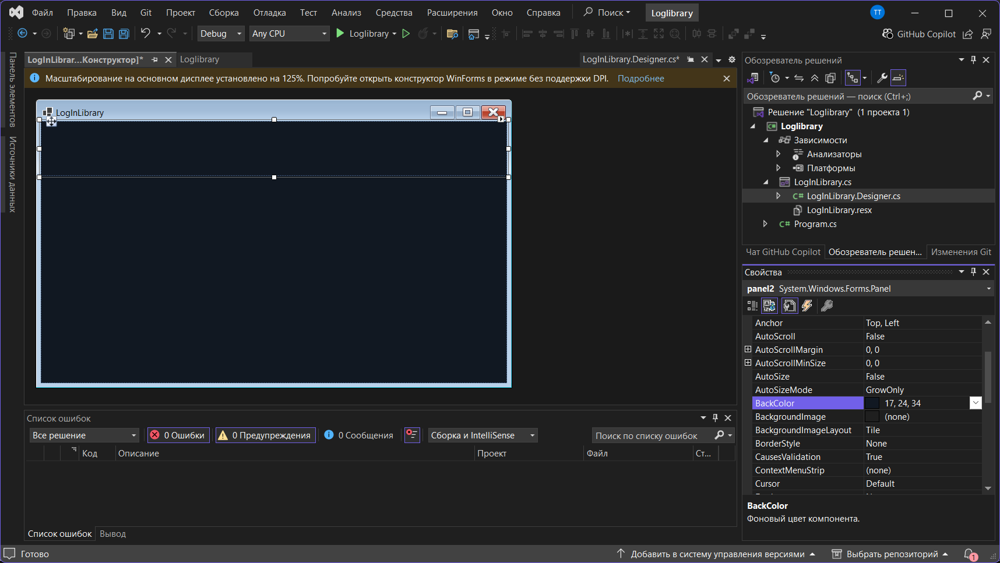 Файл Правка Вид Git Проект Сборка Отладка Тест Анализ Средства Расширения Окно Справка Поиск Loglibrary TT
Debug Any CPU Loglibrary GitHub Copilot
Панель элементов
Источники данных
LogInLibrar...Конструктор]* Loglibrary LogInLibrary.Designer.cs*
Масштабирование на основном дисплее установлено на 125%. Попробуйте открыть конструктор WinForms в режиме без поддержки DPI. Подробнее
LogInLibrary
Список ошибок
Все решение 0 Ошибки 0 Предупреждения 0 Сообщения Сборка и IntelliSense Поиск по списку ошибок
Код Описание Проект Файл Ст...
Список ошибок Вывод
Обозреватель решений
Обозреватель решений — поиск (Ctrl+;)
Решение "Loglibrary" (1 проекта 1)
Loglibrary
Зависимости
Анализаторы
Платформы
LogInLibrary.cs
C# LogInLibrary.Designer.cs
LogInLibrary.resx
C# Program.cs
Чат GitHub Copilot Обозреватель решен... Изменения Git
Свойства
panel2 System.Windows.Forms.Panel
Anchor Top, Left
AutoScroll False
AutoScrollMargin 0; 0
AutoScrollMinSize 0; 0
AutoSize False
AutoSizeMode GrowOnly
BackColor 17, 24, 34
BackgroundImage (none)
BackgroundImageLayout Tile
BorderStyle None
CausesValidation True
ContextMenuStrip (none)
Cursor Default
BackColor
Фоновый цвет компонента.
Готово Добавить в систему управления версиями Выбрать репозиторий 1